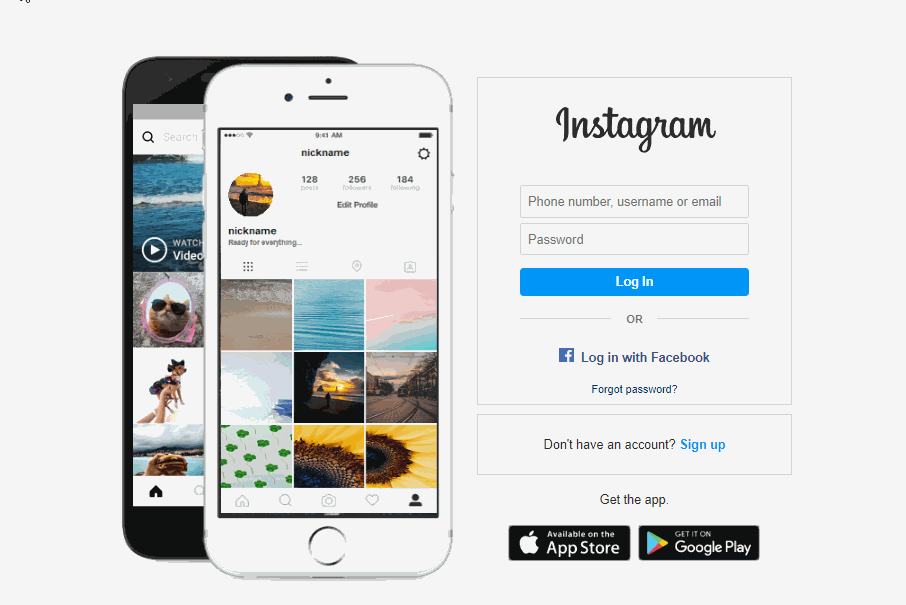 Search
WATCH
Video
9:41 AM
nickname
128
256
184
posts
followers
following
Edit Profile
nickname
Ready for everything...
Instagram
Phone number, username or email
Password
Log In
OR
Log in with Facebook
Forgot password?
Don't have an account? Sign up
Get the app.
Available on the
App Store
GET IT ON
Google Play